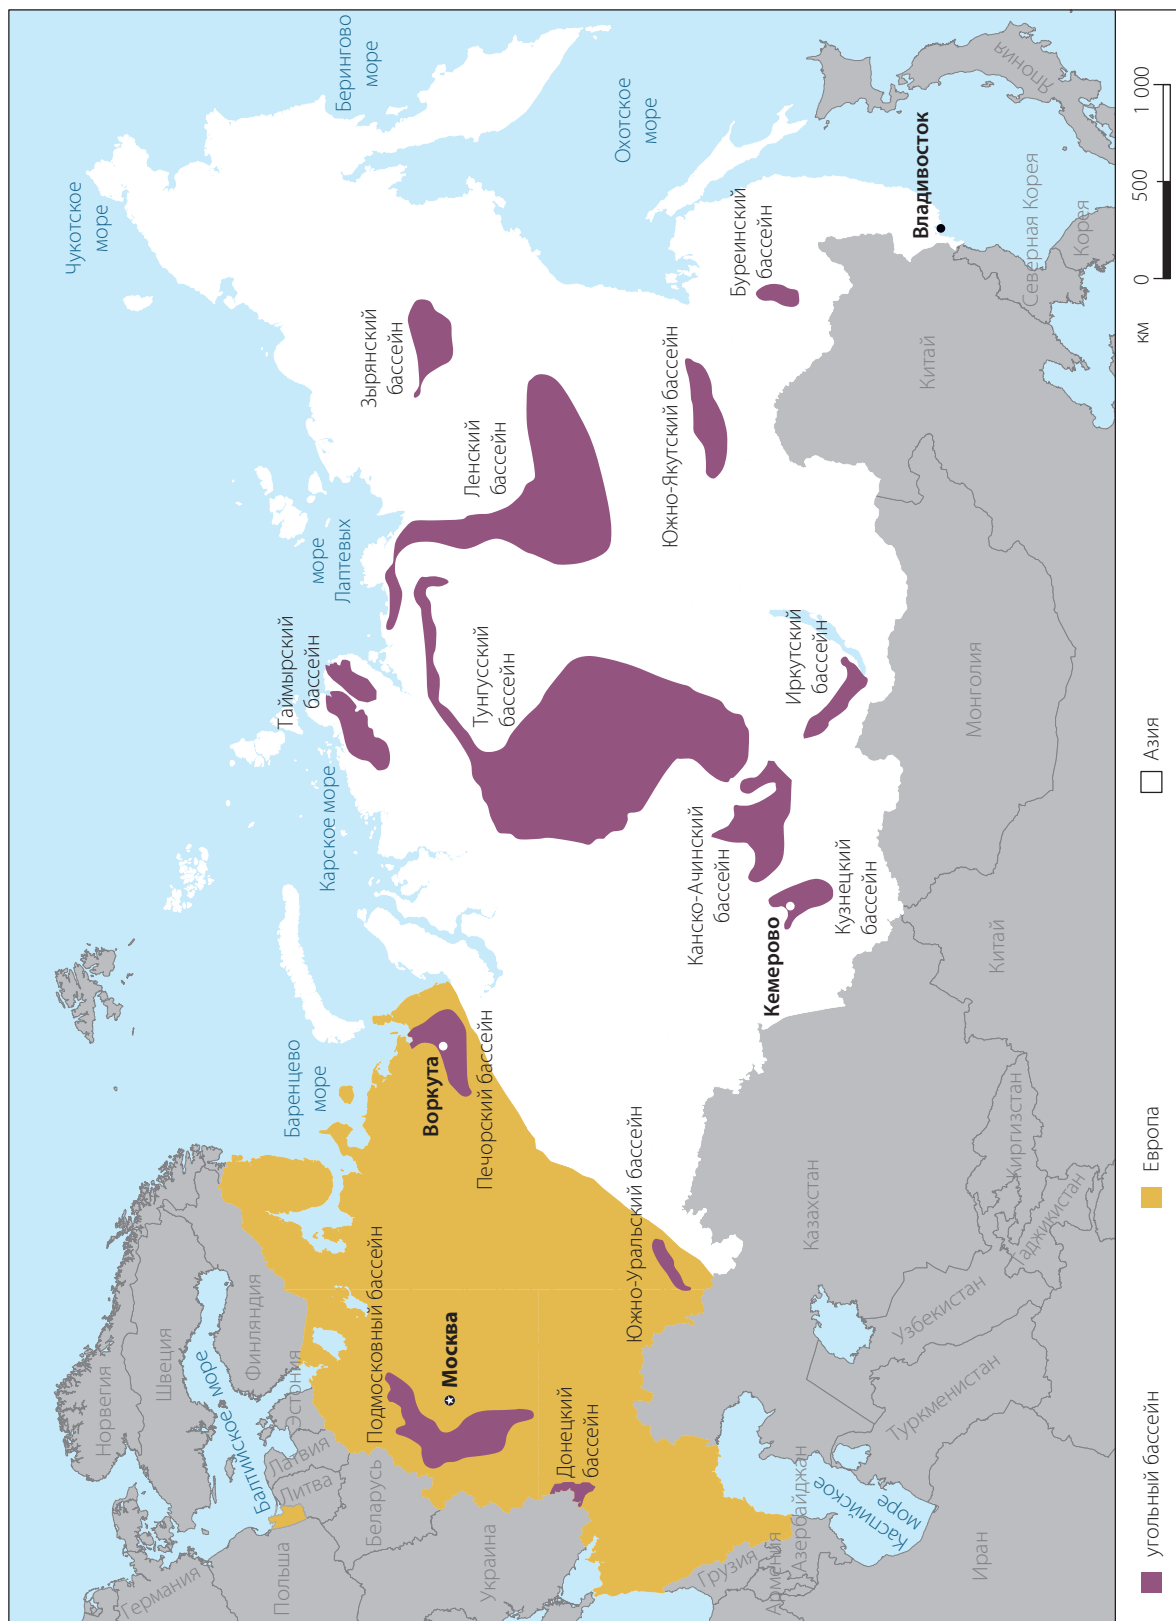 Чукотское
море
Берингово
море
Охотское
море
море
Лаптевых
Карское море
Баренцево
море
Балтийское море
Каспийское
море
Таймырский
бассейн
Зырянский
бассейн
Ленский
бассейн
Тунгусский
бассейн
Южно-Якутский бассейн
Буреинский
бассейн
Иркутский
бассейн
Канско-Ачинский
бассейн
Кузнецкий
бассейн
Печорский бассейн
Южно-Уральский бассейн
Подмосковный бассейн
Донецкий
бассейн
Воркута
Москва
Кемерово
Владивосток
Норвегия
Швеция
Финляндия
Эстония
Латвия
Литва
Беларусь
Польша
Германия
Украина
Грузия
Армения
Азербайджан
Иран
Туркменистан
Узбекистан
Казахстан
Киргизстан
Таджикистан
Китай
Монголия
Китай
Северная Корея
Корея
Япония
угольный бассейн
Европа
Азия
км
0
500
1 000